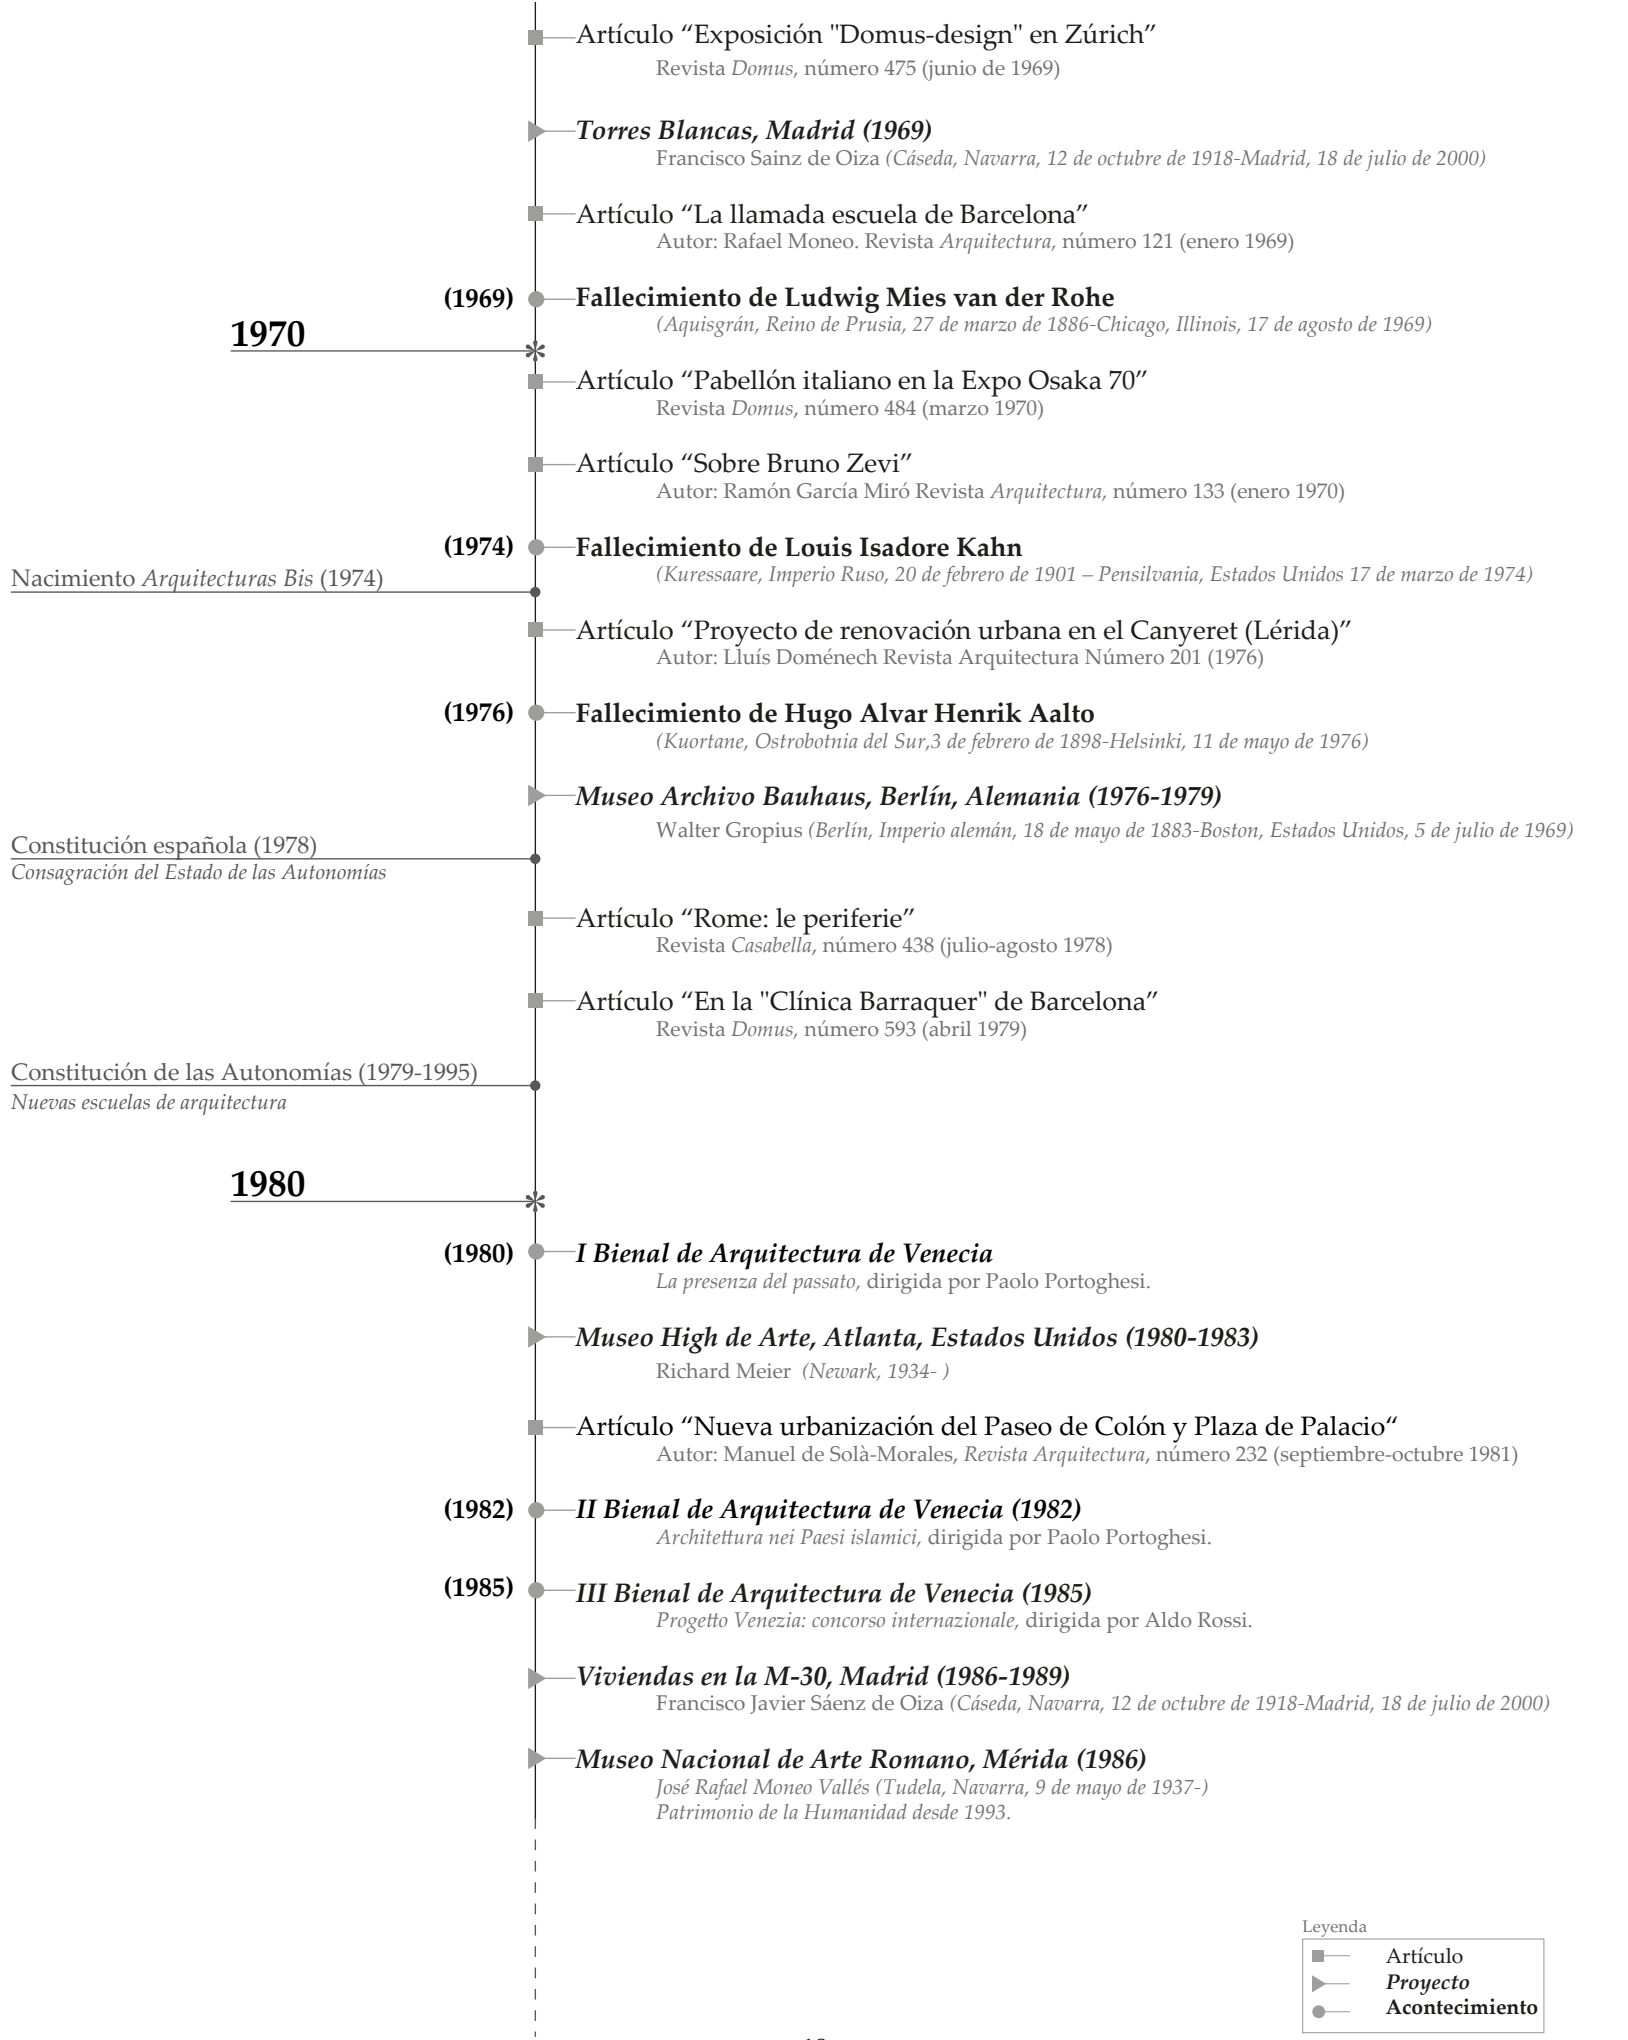 Artículo “Exposición "Domus-design" en Zúrich”
Revista Domus, número 475 (junio de 1969)
Torres Blancas, Madrid (1969)
Francisco Sainz de Oiza (Cáseda, Navarra, 12 de octubre de 1918-Madrid, 18 de julio de 2000)
Artículo “La llamada escuela de Barcelona”
Autor: Rafael Moneo. Revista Arquitectura, número 121 (enero 1969)
(1969) Fallecimiento de Ludwig Mies van der Rohe
(Aquisgrán, Reino de Prusia, 27 de marzo de 1886-Chicago, Illinois, 17 de agosto de 1969)
1970
Artículo “Pabellón italiano en la Expo Osaka 70”
Revista Domus, número 484 (marzo 1970)
Artículo “Sobre Bruno Zevi”
Autor: Ramón García Miró Revista Arquitectura, número 133 (enero 1970)
(1974) Fallecimiento de Louis Isadore Kahn
(Kuressaare, Imperio Ruso, 20 de febrero de 1901 – Pensilvania, Estados Unidos 17 de marzo de 1974)
Nacimiento Arquitecturas Bis (1974)
Artículo “Proyecto de renovación urbana en el Canyeret (Lérida)”
Autor: Lluís Doménech Revista Arquitectura Número 201 (1976)
(1976) Fallecimiento de Hugo Alvar Henrik Aalto
(Kuortane, Ostrobotnia del Sur,3 de febrero de 1898-Helsinki, 11 de mayo de 1976)
Museo Archivo Bauhaus, Berlín, Alemania (1976-1979)
Walter Gropius (Berlín, Imperio alemán, 18 de mayo de 1883-Boston, Estados Unidos, 5 de julio de 1969)
Constitución española (1978)
Consagración del Estado de las Autonomías
Artículo “Rome: le periferie”
Revista Casabella, número 438 (julio-agosto 1978)
Artículo “En la "Clínica Barraquer" de Barcelona”
Revista Domus, número 593 (abril 1979)
Constitución de las Autonomías (1979-1995)
Nuevas escuelas de arquitectura
1980
(1980) I Bienal de Arquitectura de Venecia
La presenza del passato, dirigida por Paolo Portoghesi.
Museo High de Arte, Atlanta, Estados Unidos (1980-1983)
Richard Meier (Newark, 1934- )
Artículo “Nueva urbanización del Paseo de Colón y Plaza de Palacio“
Autor: Manuel de Solà-Morales, Revista Arquitectura, número 232 (septiembre-octubre 1981)
(1982) II Bienal de Arquitectura de Venecia (1982)
Architettura nei Paesi islamici, dirigida por Paolo Portoghesi.
(1985) III Bienal de Arquitectura de Venecia (1985)
Progetto Venezia: concorso internazionale, dirigida por Aldo Rossi.
Viviendas en la M-30, Madrid (1986-1989)
Francisco Javier Sáenz de Oiza (Cáseda, Navarra, 12 de octubre de 1918-Madrid, 18 de julio de 2000)
Museo Nacional de Arte Romano, Mérida (1986)
José Rafael Moneo Vallés (Tudela, Navarra, 9 de mayo de 1937-)
Patrimonio de la Humanidad desde 1993.
Leyenda
Artículo
Proyecto
Acontecimiento